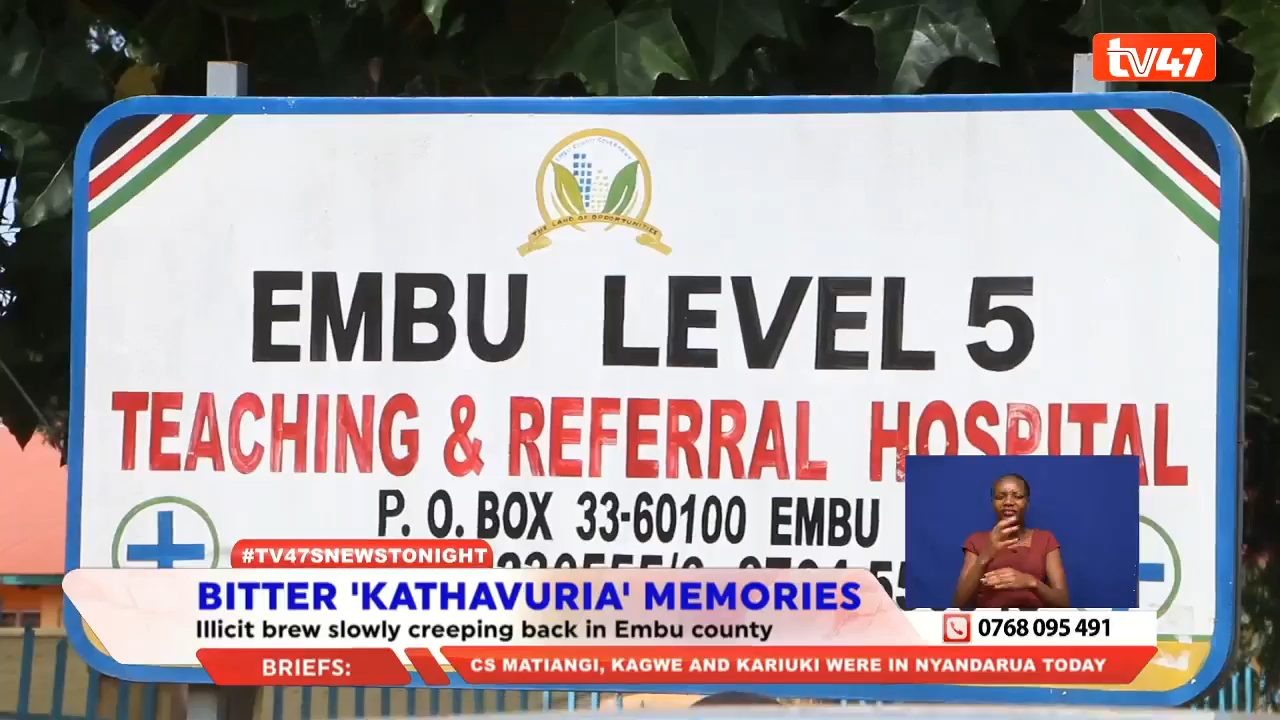 tv47
THE LAND OF OPPORTUNITIES
EMBU LEVEL 5
TEACHING & REFERRAL HOSPITAL
P. O. BOX 33-60100 EMBU
#TV47SNEWSTONIGHT
BITTER 'KATHAVURIA' MEMORIES
Illicit brew slowly creeping back in Embu county
0768 095 491
BRIEFS:
CS MATIANGI, KAGWE AND KARIUKI WERE IN NYANDARUA TODAY